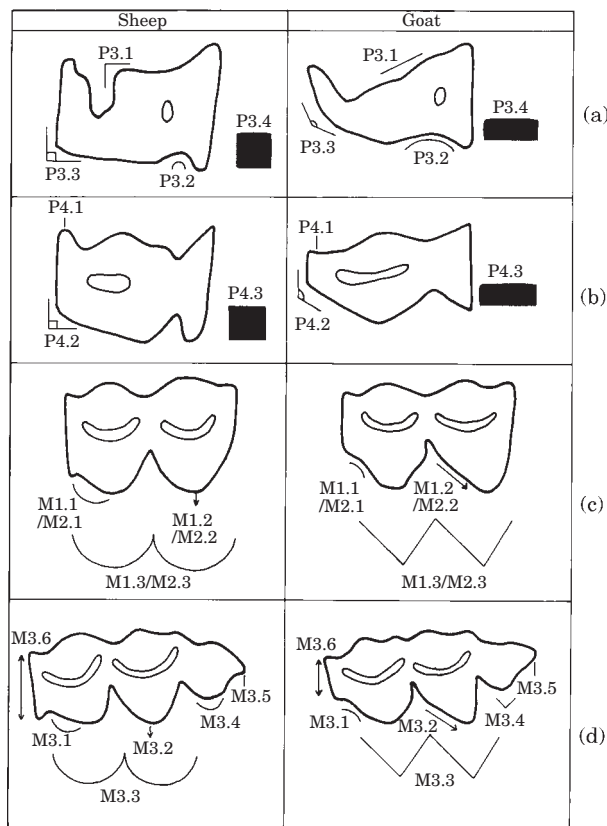 Sheep
Goat
P3.1
P3.4
P3.3
P3.2
P3.1
P3.4
P3.3
P3.2
(a)
P4.1
P4.3
P4.2
P4.1
P4.3
P4.2
(b)
M1.1
/M2.1
M1.2
/M2.2
M1.3/M2.3
M1.1
/M2.1
M1.2
/M2.2
M1.3/M2.3
(c)
M3.6
M3.5
M3.4
M3.1
M3.2
M3.3
M3.6
M3.5
M3.4
M3.1
M3.2
M3.3
(d)